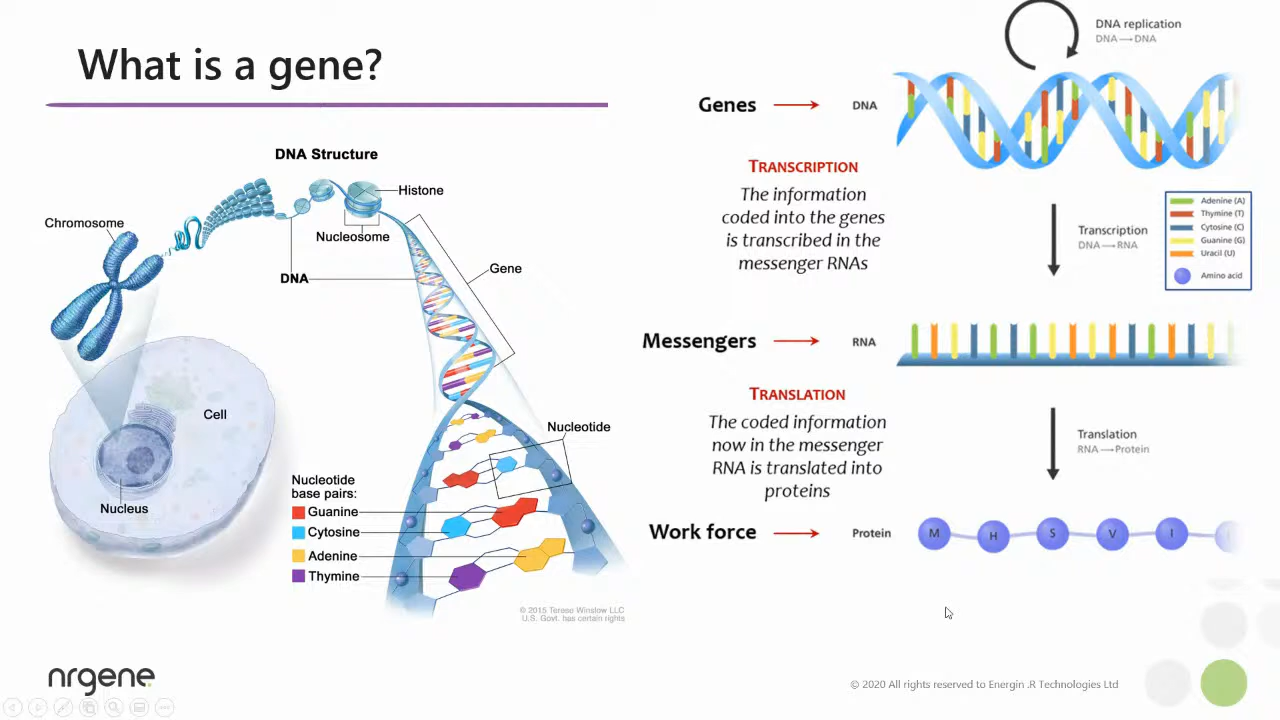 What is a gene?
DNA Structure
Histone
Chromosome
Nucleosome
DNA
Gene
Cell
Nucleus
Nucleotide
Nucleotide
base pairs:
Guanine
Cytosine
Adenine
Thymine
© 2015 Terese Winslow LLC
U.S. Govt. has certain rights
DNA replication
DNA → DNA
Genes → DNA
TRANSCRIPTION
The information
coded into the genes
is transcribed in the
messenger RNAs
Transcription
DNA → RNA
Adenine (A)
Thymine (T)
Cytosine (C)
Guanine (G)
Uracil (U)
Amino acid
Messengers → RNA
TRANSLATION
The coded information
now in the messenger
RNA is translated into
proteins
Translation
RNA → Protein
Work force → Protein
M H S V I
nrgene
© 2020 All rights reserved to Energin .R Technologies Ltd